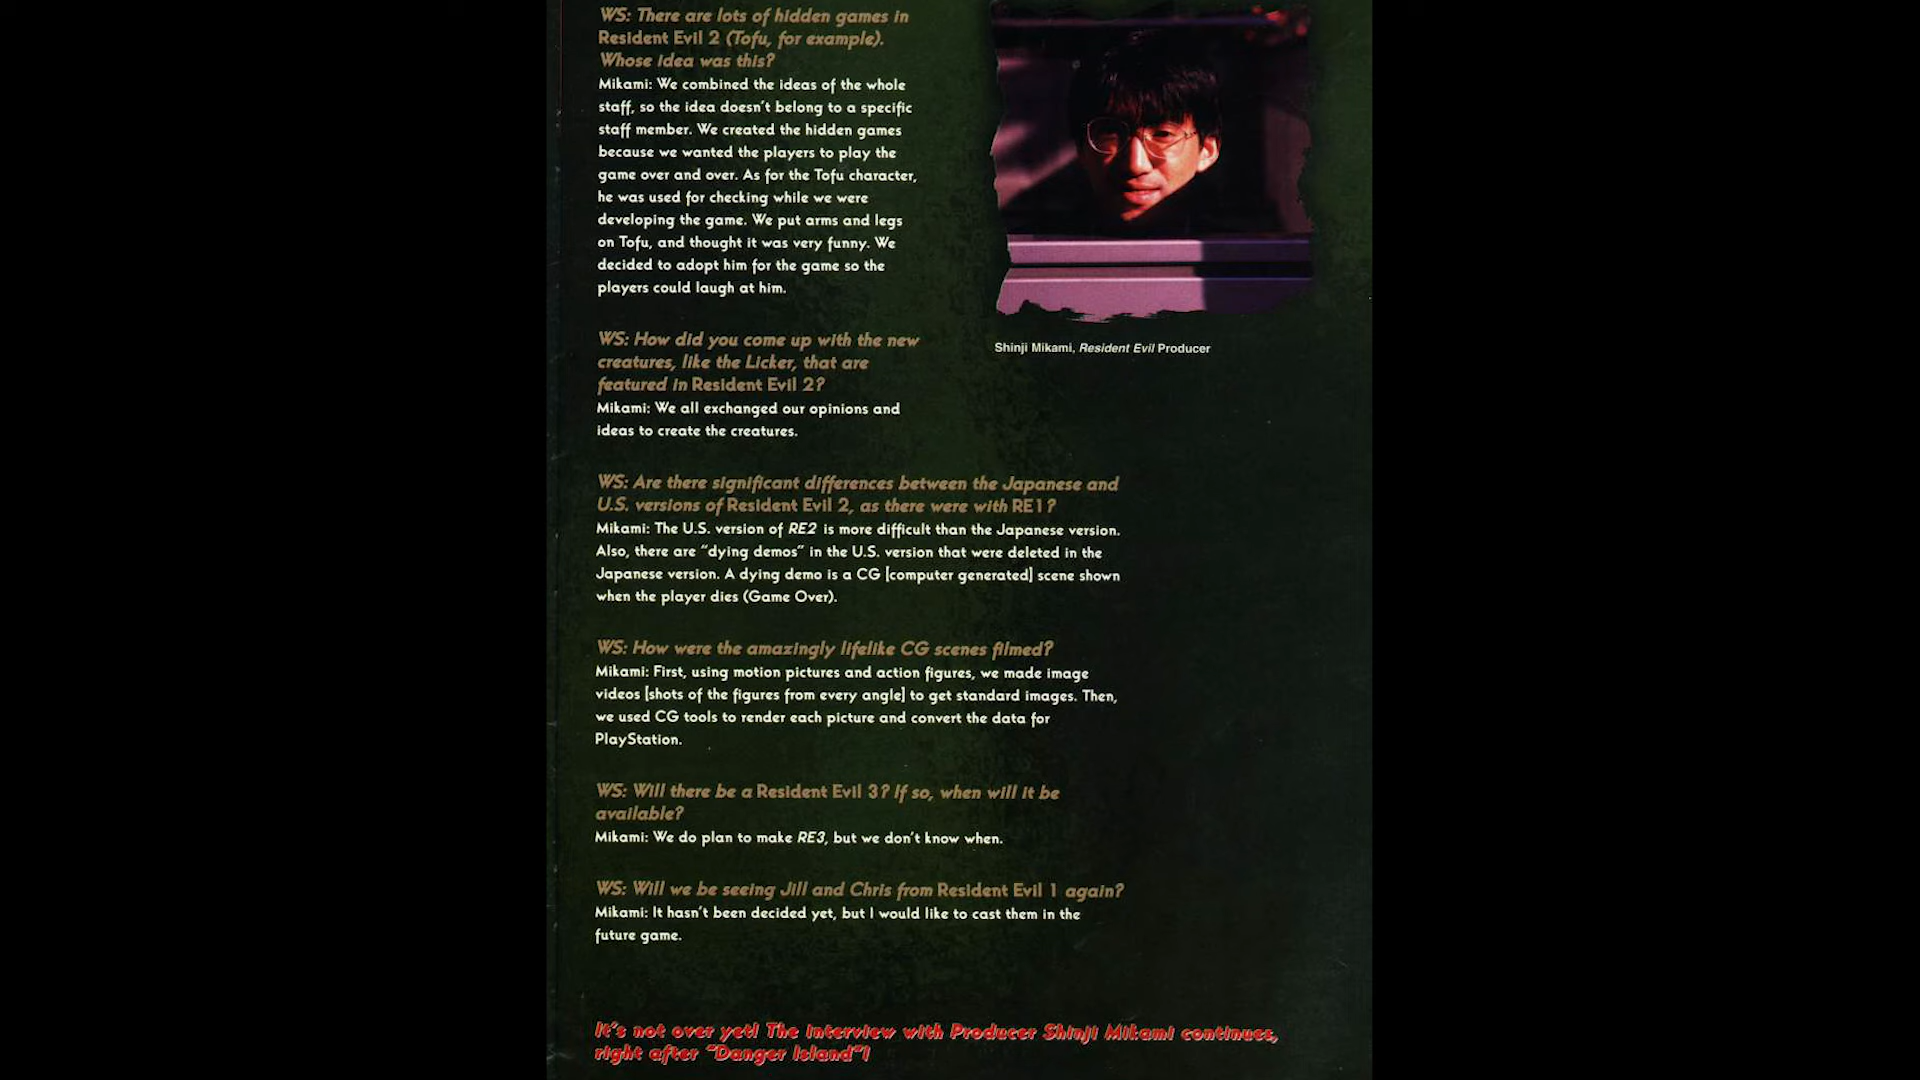 WS: There are lots of hidden games in
Resident Evil 2 (Tofu, for example).
Whose idea was this?
Mikami: We combined the ideas of the whole
staff, so the idea doesn't belong to a specific
staff member. We created the hidden games
because we wanted the players to play the
game over and over. As for the Tofu character,
he was used for checking while we were
developing the game. We put arms and legs
on Tofu, and thought it was very funny. We
decided to adopt him for the game so the
players could laugh at him.
Shinji Mikami, Resident Evil Producer
WS: How did you come up with the new
creatures, like the Licker, that are
featured in Resident Evil 2?
Mikami: We all exchanged our opinions and
ideas to create the creatures.
WS: Are there significant differences between the Japanese and
U.S. versions of Resident Evil 2, as there were with RE1?
Mikami: The U.S. version of RE2 is more difficult than the Japanese version.
Also, there are "dying demos" in the U.S. version that were deleted in the
Japanese version. A dying demo is a CG [computer generated] scene shown
when the player dies (Game Over).
WS: How were the amazingly lifelike CG scenes filmed?
Mikami: First, using motion pictures and action figures, we made image
videos [shots of the figures from every angle] to get standard images. Then,
we used CG tools to render each picture and convert the data for
PlayStation.
WS: Will there be a Resident Evil 3? If so, when will it be
available?
Mikami: We do plan to make RE3, but we don't know when.
WS: Will we be seeing Jill and Chris from Resident Evil 1 again?
Mikami: It hasn't been decided yet, but I would like to cast them in the
future game.
It's not over yet! The interview with Producer Shinji Mikami continues,
right after "Danger Island"!